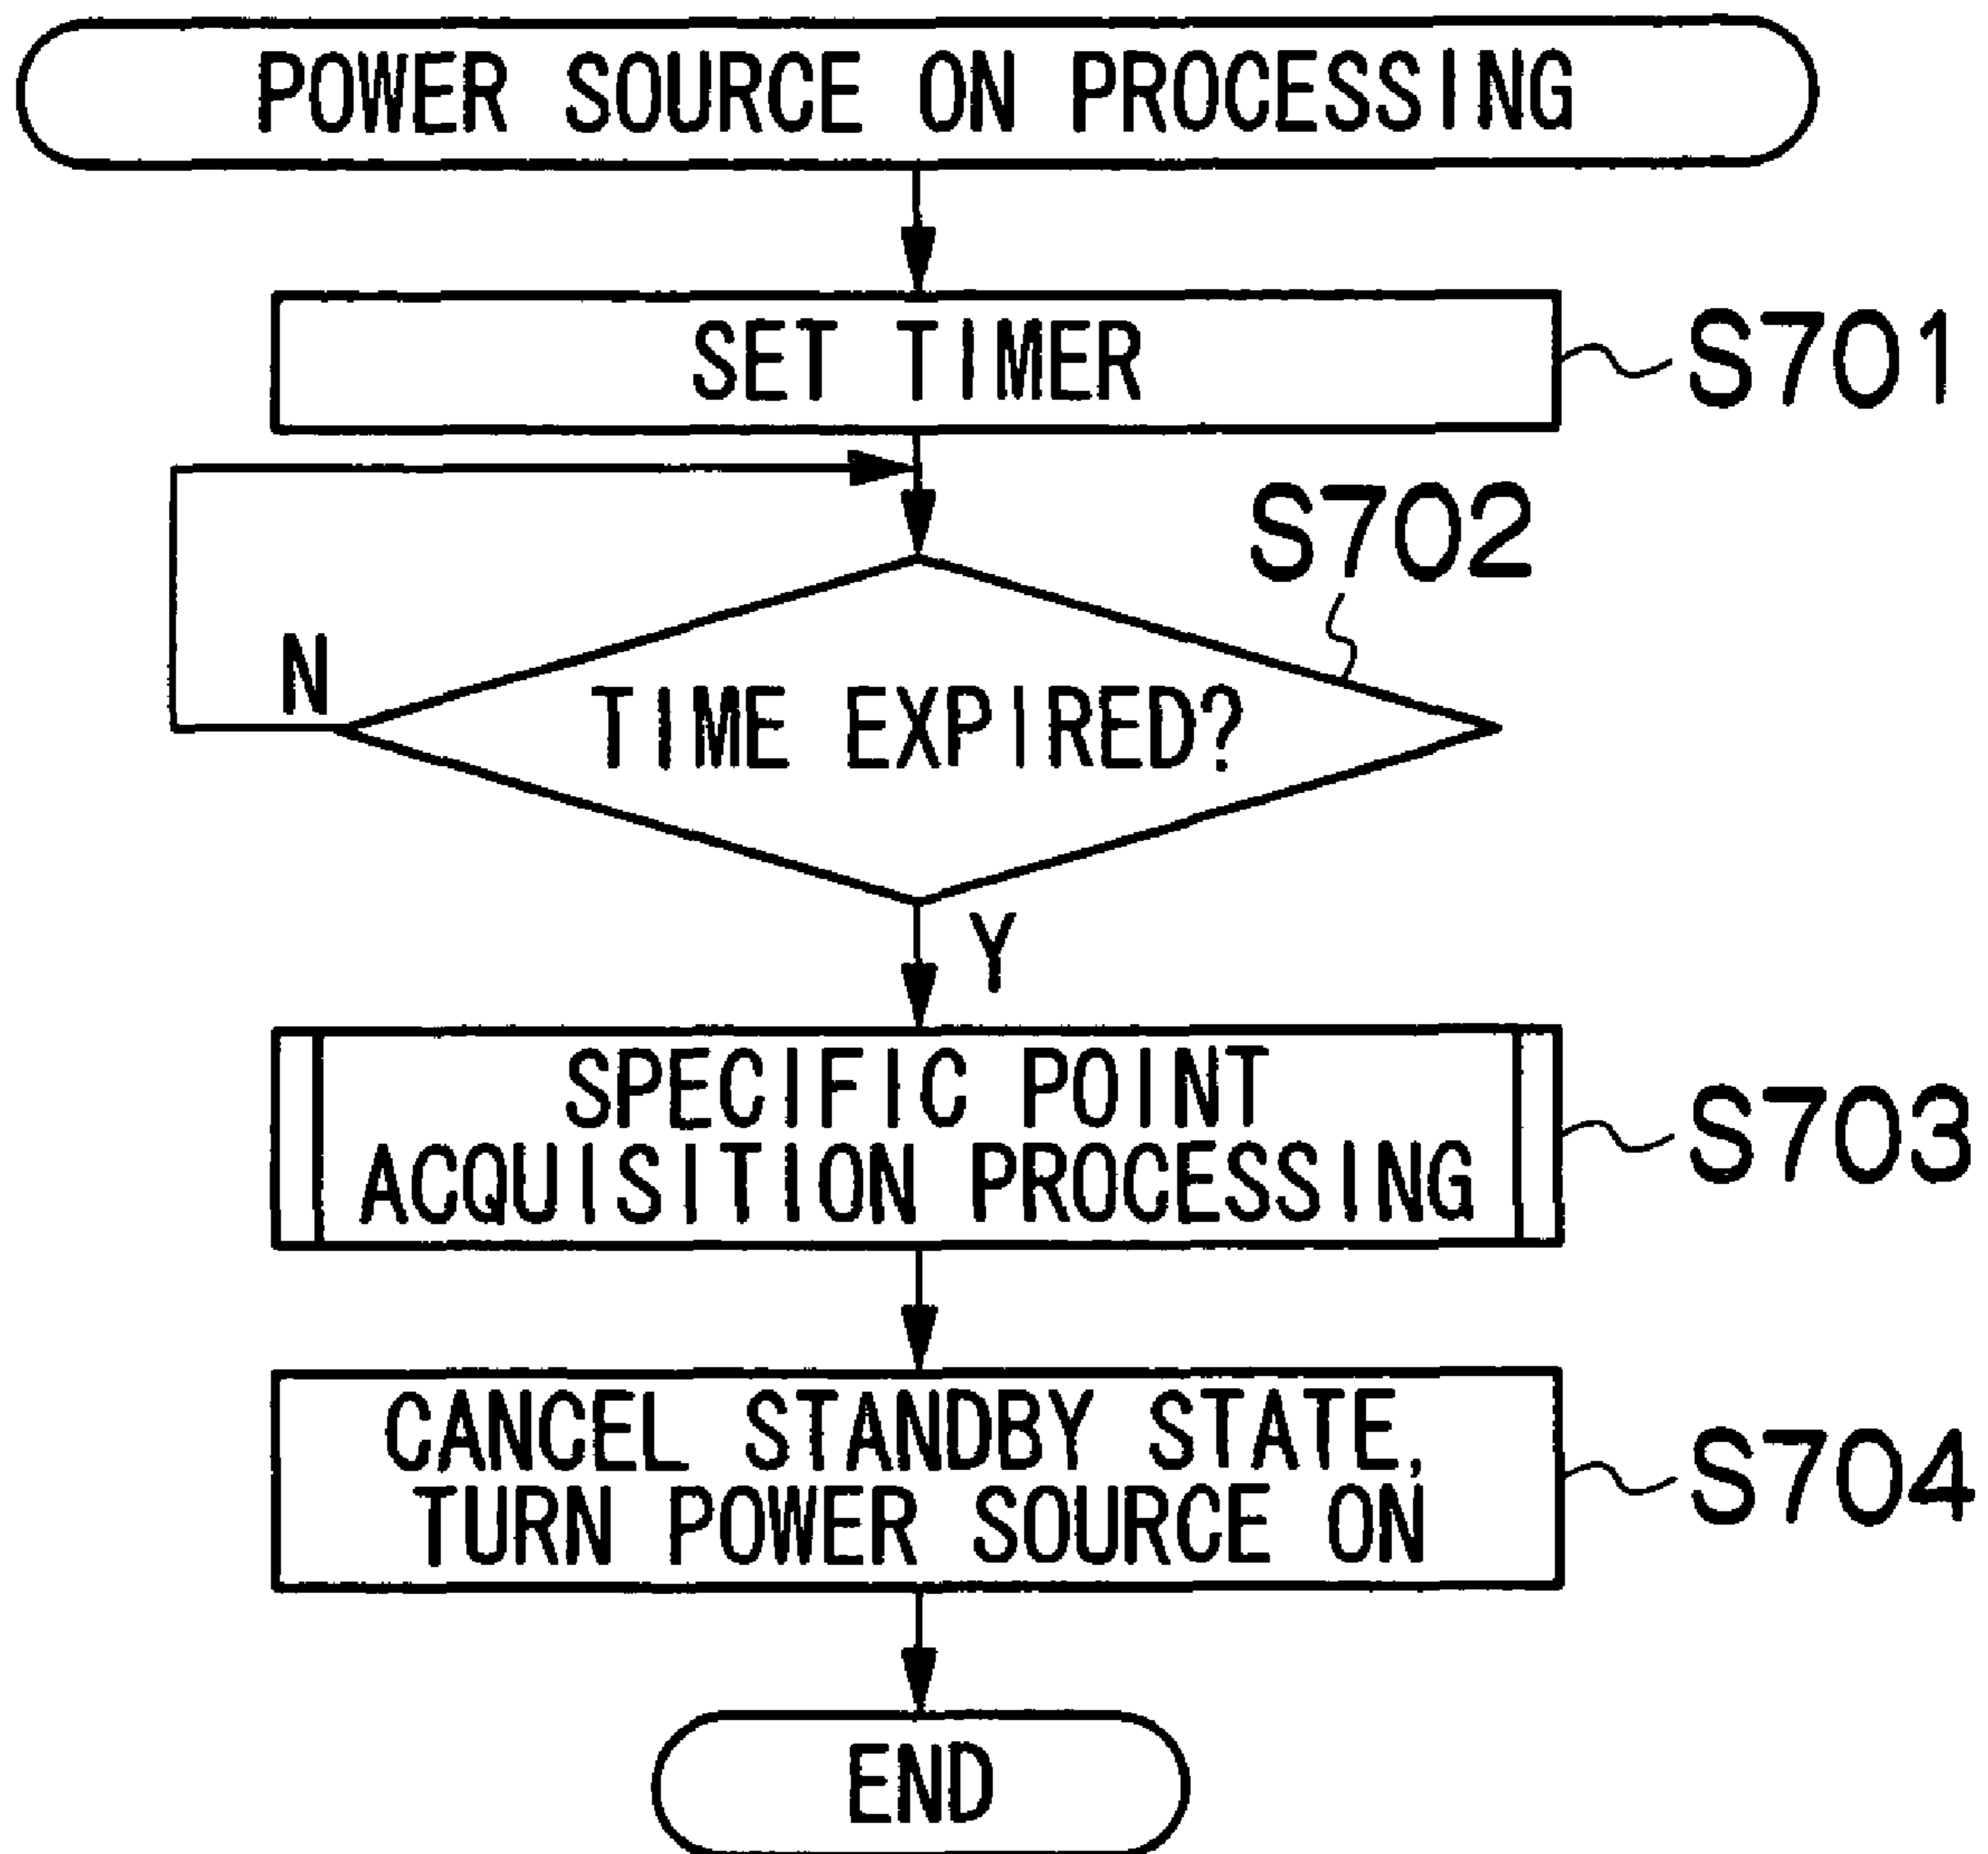 POWER SOURCE ON PROCESSING
SET TIMER
S701
S702
N
TIME EXPIRED?
Y
SPECIFIC POINT
ACQUISITION PROCESSING
S703
CANCEL STANDBY STATE,
TURN POWER SOURCE ON
S704
END